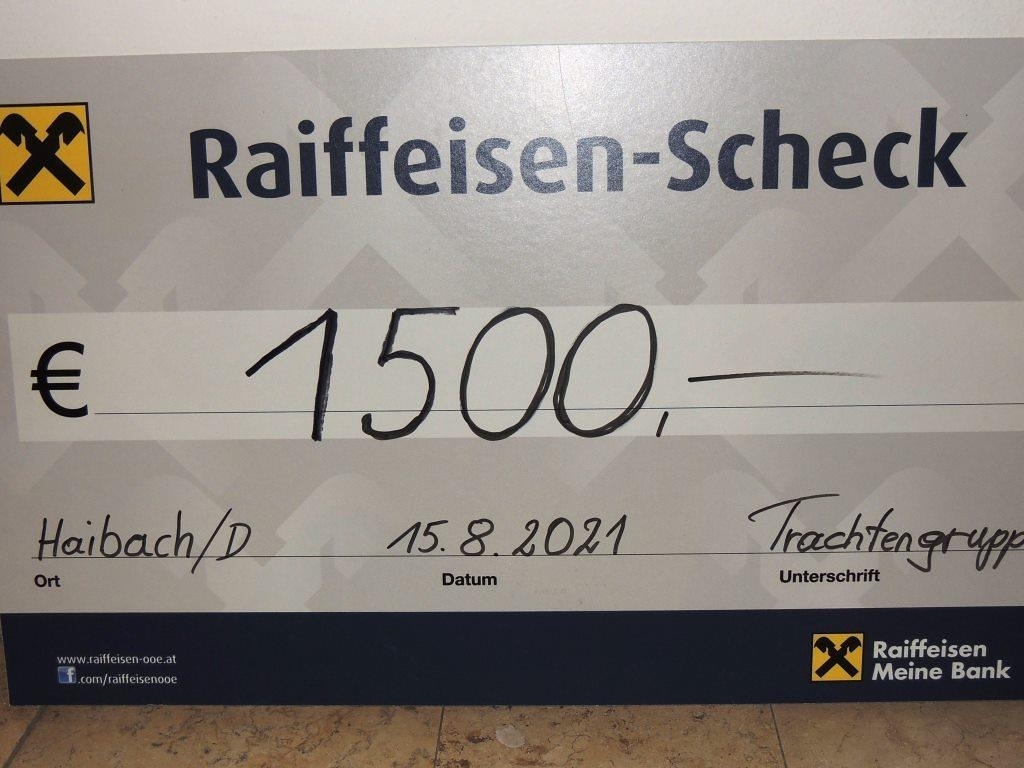 Raiffeisen-Scheck
€ 1500,—
Haibach/D 15.8.2021 Trachtengrupp
Ort Datum Unterschrift
www.raiffeisen-ooe.at
f.com/raiffeisenooe
Raiffeisen
Meine Bank